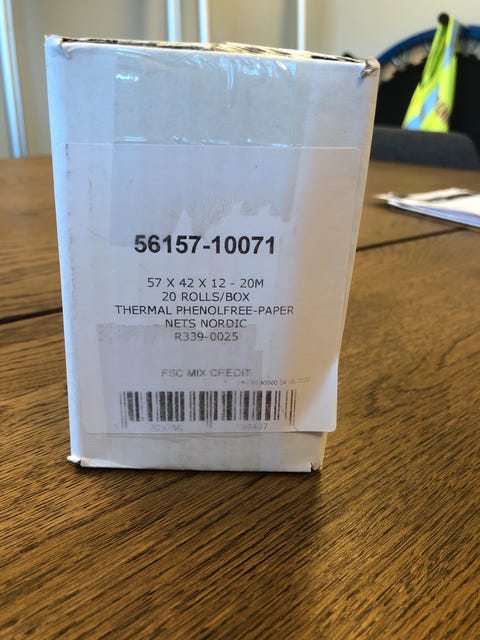 56157-10071
57 X 42 X 12 - 20M
20 ROLLS/BOX
THERMAL PHENOLFREE-PAPER
NETS NORDIC
R339-0025
FSC MIX CREDIT